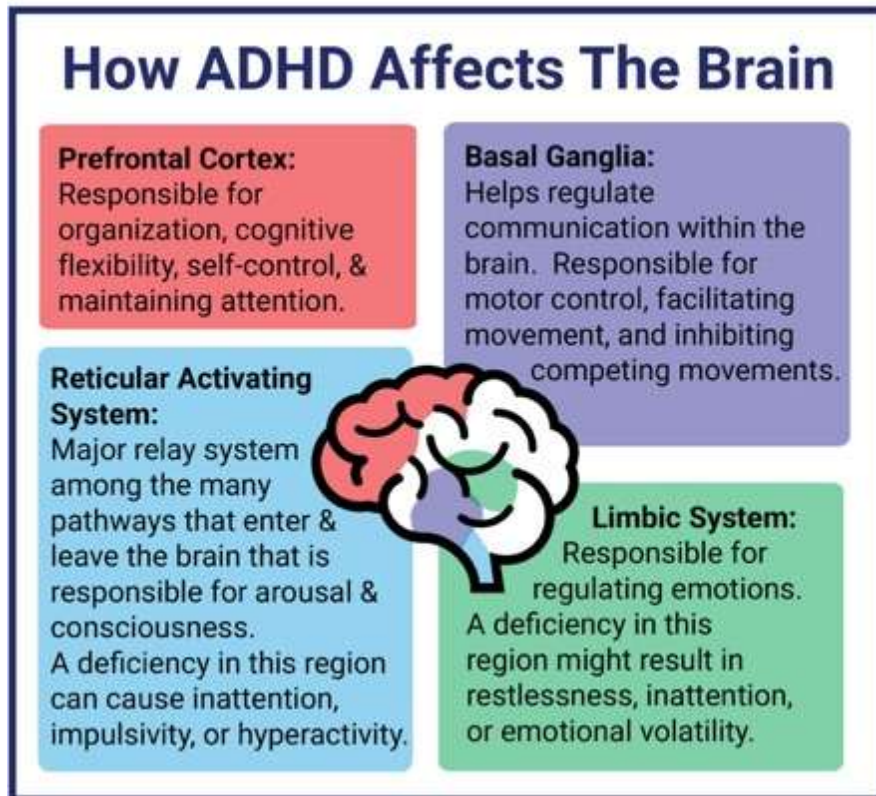 How ADHD Affects The Brain
Prefrontal Cortex:
Responsible for
organization, cognitive
flexibility, self-control, &
maintaining attention.
Basal Ganglia:
Helps regulate
communication within the
brain.  Responsible for
motor control, facilitating
movement, and inhibiting
competing movements.
Reticular Activating
System:
Major relay system
among the many
pathways that enter &
leave the brain that is
responsible for arousal &
consciousness.
A deficiency in this region
can cause inattention,
impulsivity, or hyperactivity.
Limbic System:
Responsible for
regulating emotions.
A deficiency in this
region might result in
restlessness, inattention,
or emotional volatility.